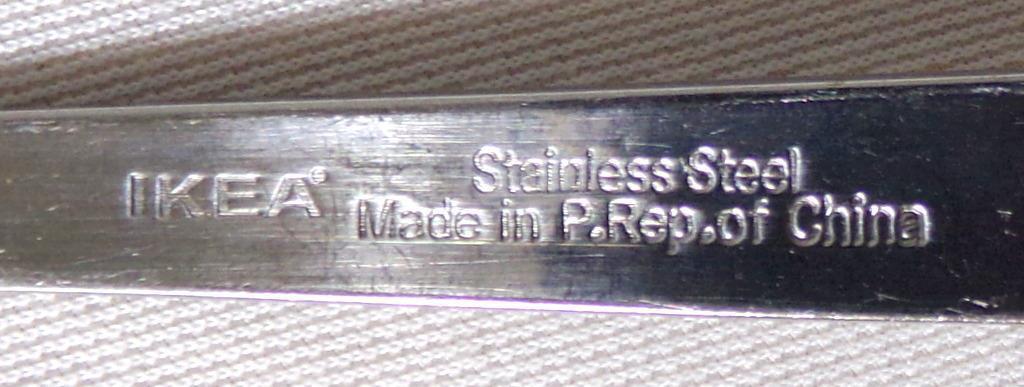 IKEA®
Stainless Steel
Made in P.Rep.of China